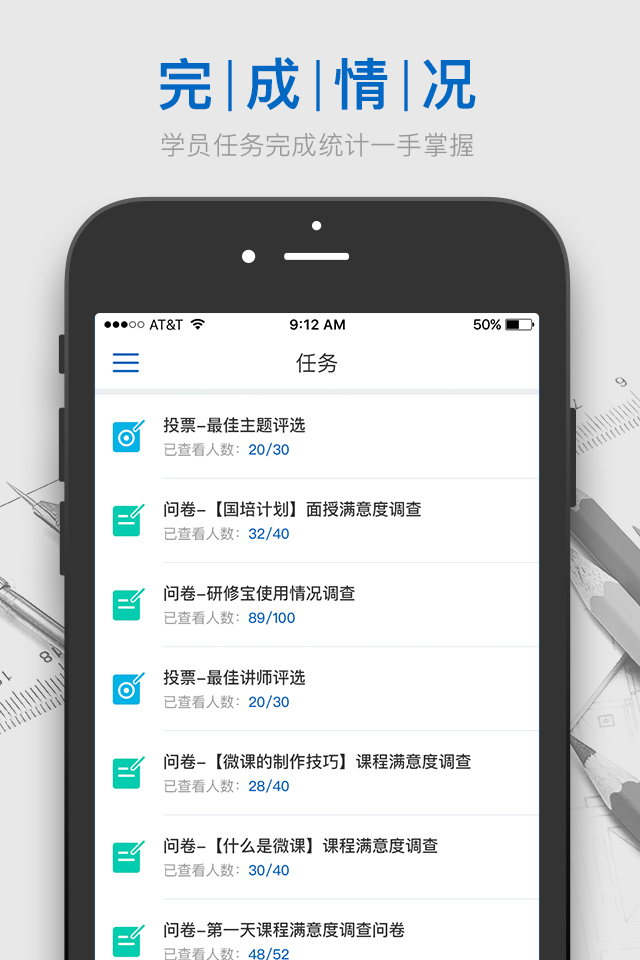 完|成|情|况
学员任务完成统计一手掌握
AT&T 9:12 AM 50%
任务
投票-最佳主题评选
已查看人数：20/30
问卷-【国培计划】面授满意度调查
已查看人数：32/40
问卷-研修宝使用情况调查
已查看人数：89/100
投票-最佳讲师评选
已查看人数：20/30
问卷-【微课的制作技巧】课程满意度调查
已查看人数：28/40
问卷-【什么是微课】课程满意度调查
已查看人数：30/40
问卷-第一天课程满意度调查问卷
已查看人数：48/52
9
8
11